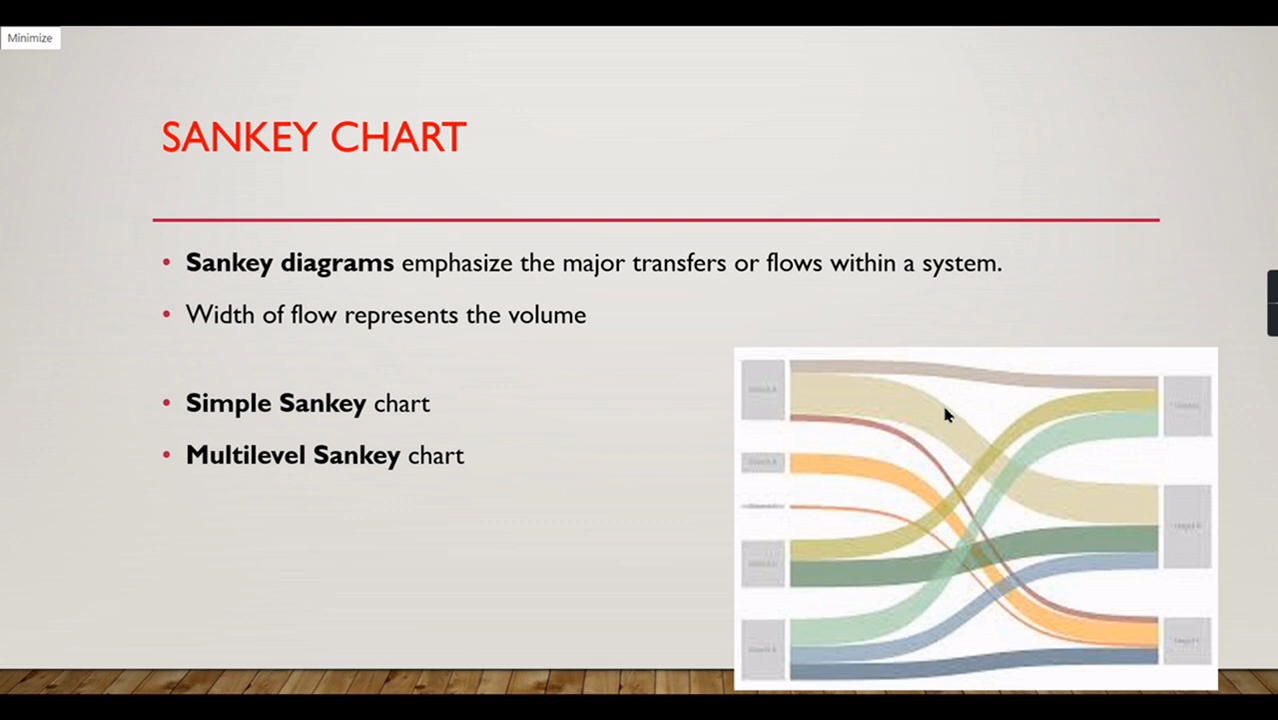 Minimize
SANKEY CHART
• Sankey diagrams emphasize the major transfers or flows within a system.
• Width of flow represents the volume
• Simple Sankey chart
• Multilevel Sankey chart